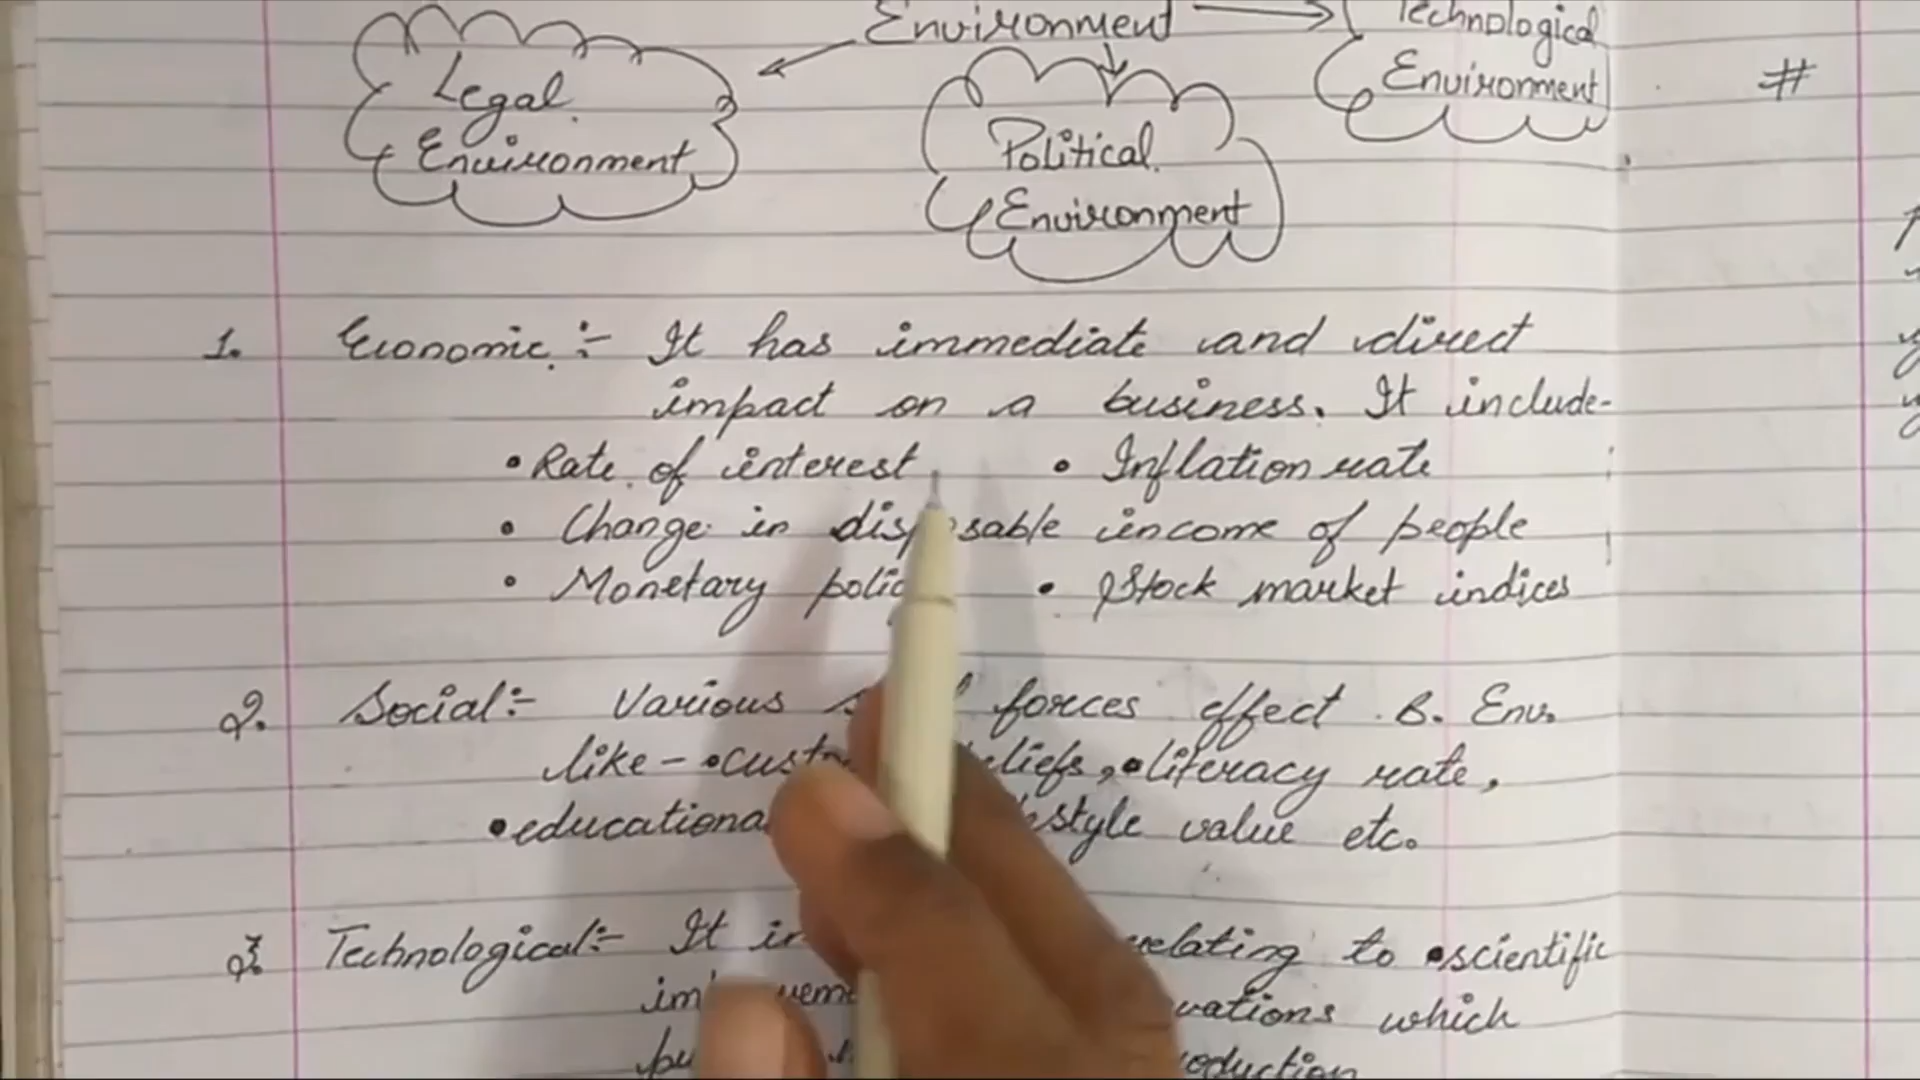 Environment
Technological
Environment
Legal
Environment
Political
Environment
#
1. Economic :- It has immediate and direct
impact on a business. It include-
• Rate of interest • Inflation rate
• Change in disposable income of people
• Monetary • Stock market indices
2. Social:- Various forces effect B. Env.
like - • literacy rate,
• value etc.
3. Technological:- It relating to • scientific
which